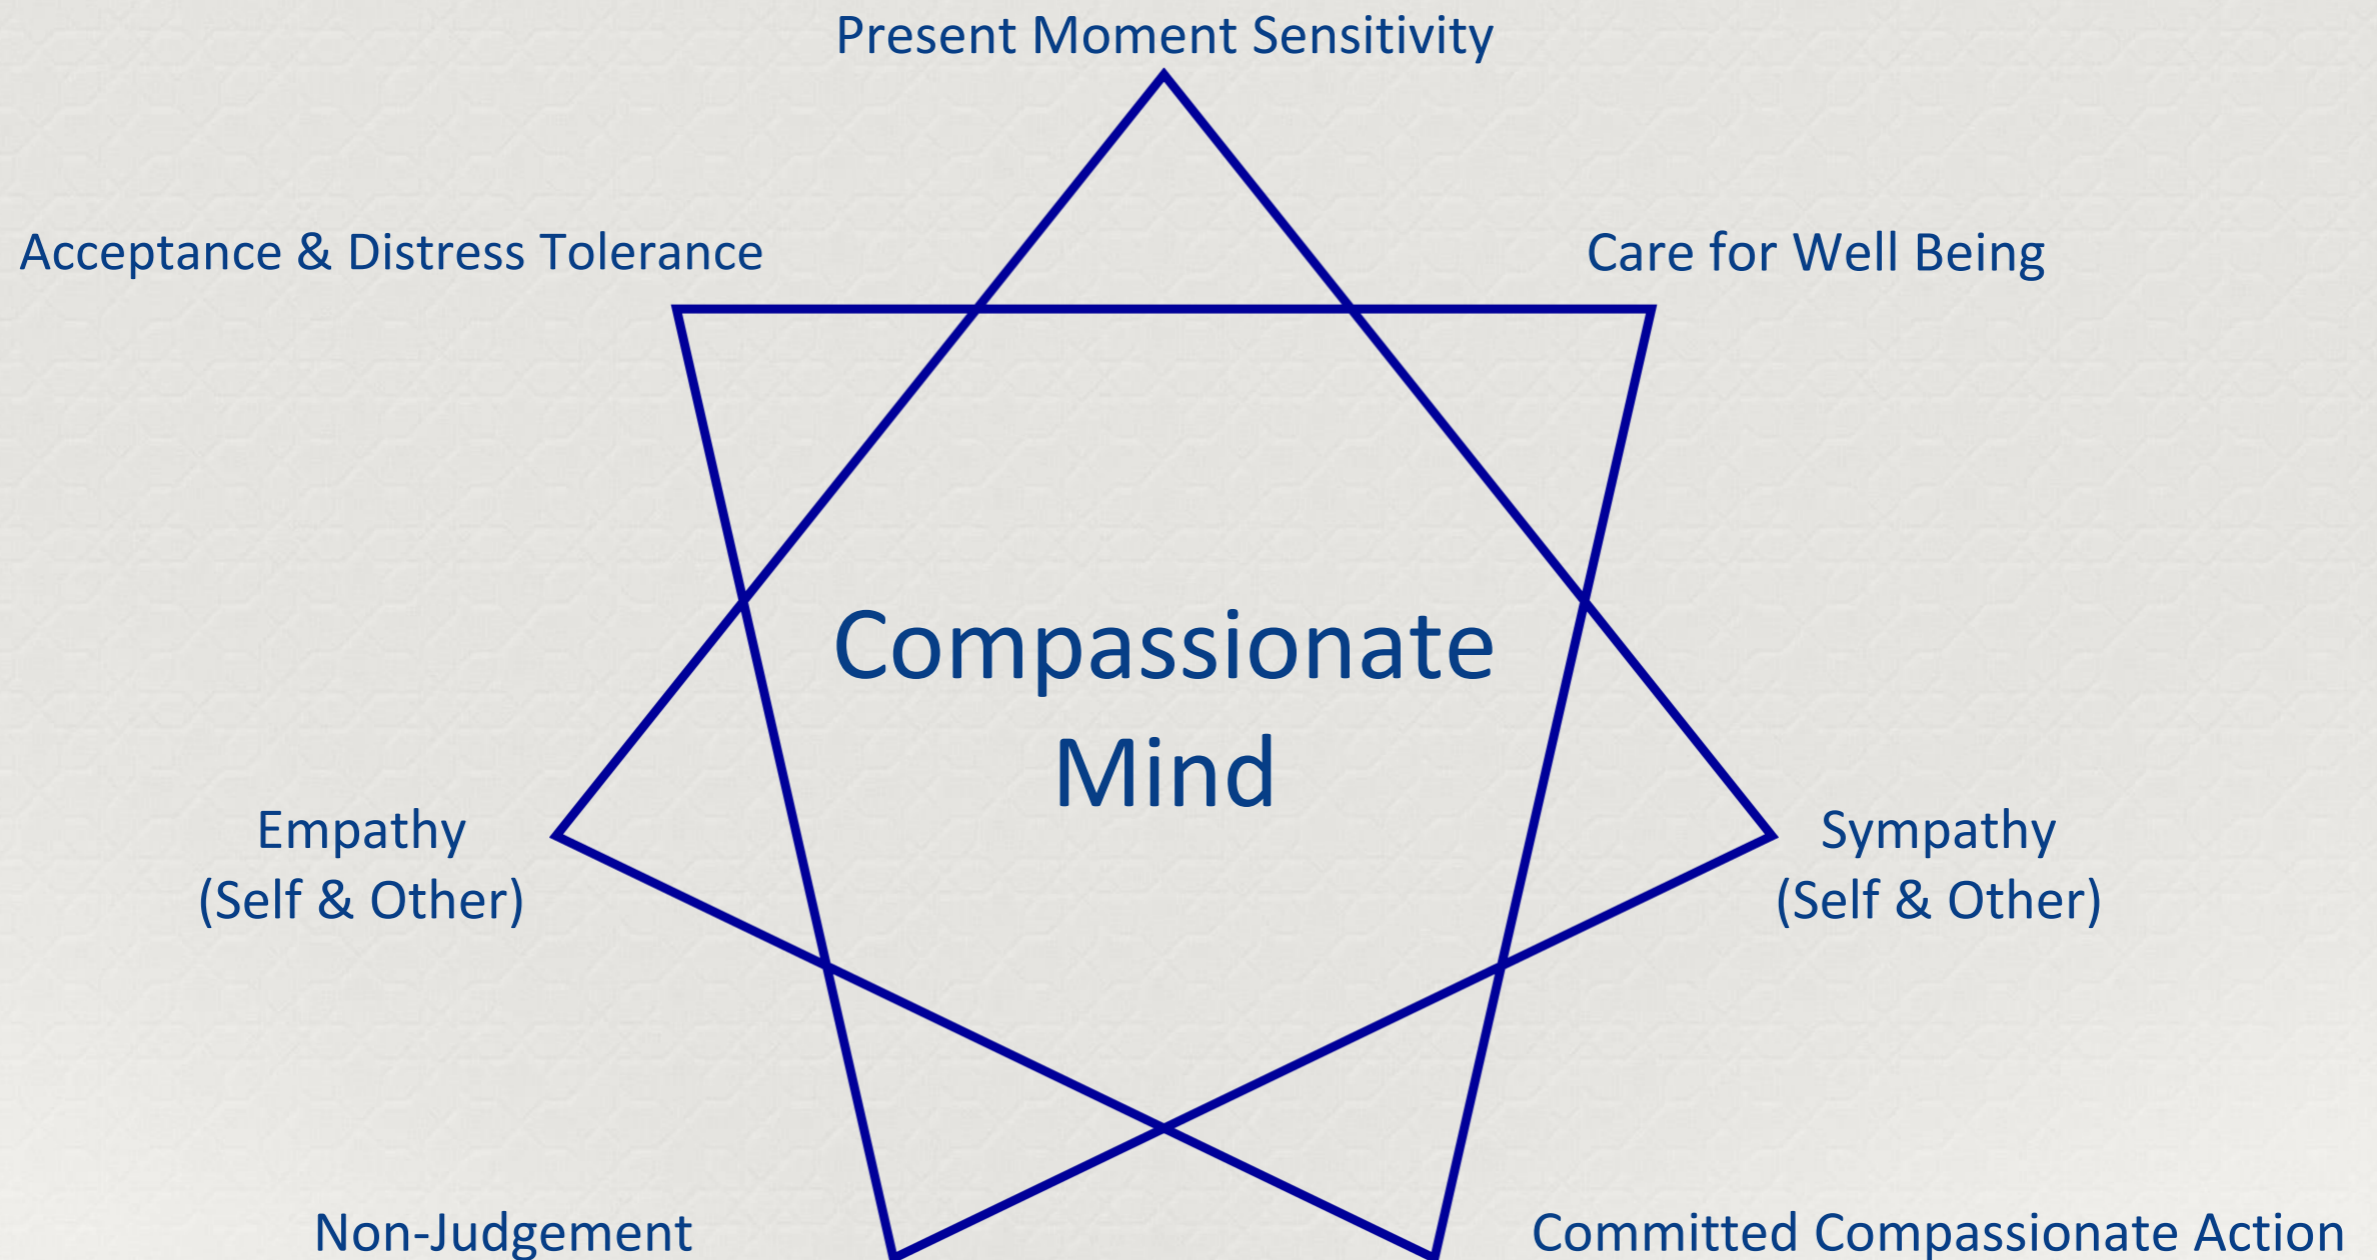 Present Moment Sensitivity
Acceptance & Distress Tolerance
Care for Well Being
Compassionate
Mind
Empathy
(Self & Other)
Sympathy
(Self & Other)
Non-Judgement
Committed Compassionate Action